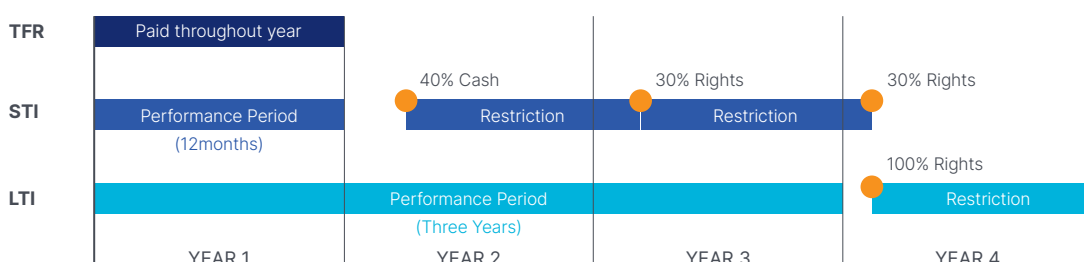 TFR
Paid throughout year
40% Cash
30% Rights
30% Rights
STI
Performance Period
Restriction
Restriction
(12months)
100% Rights
LTI
Performance Period
Restriction
(Three Years)
YEAR 1
YEAR 2
YEAR 3
YEAR 4